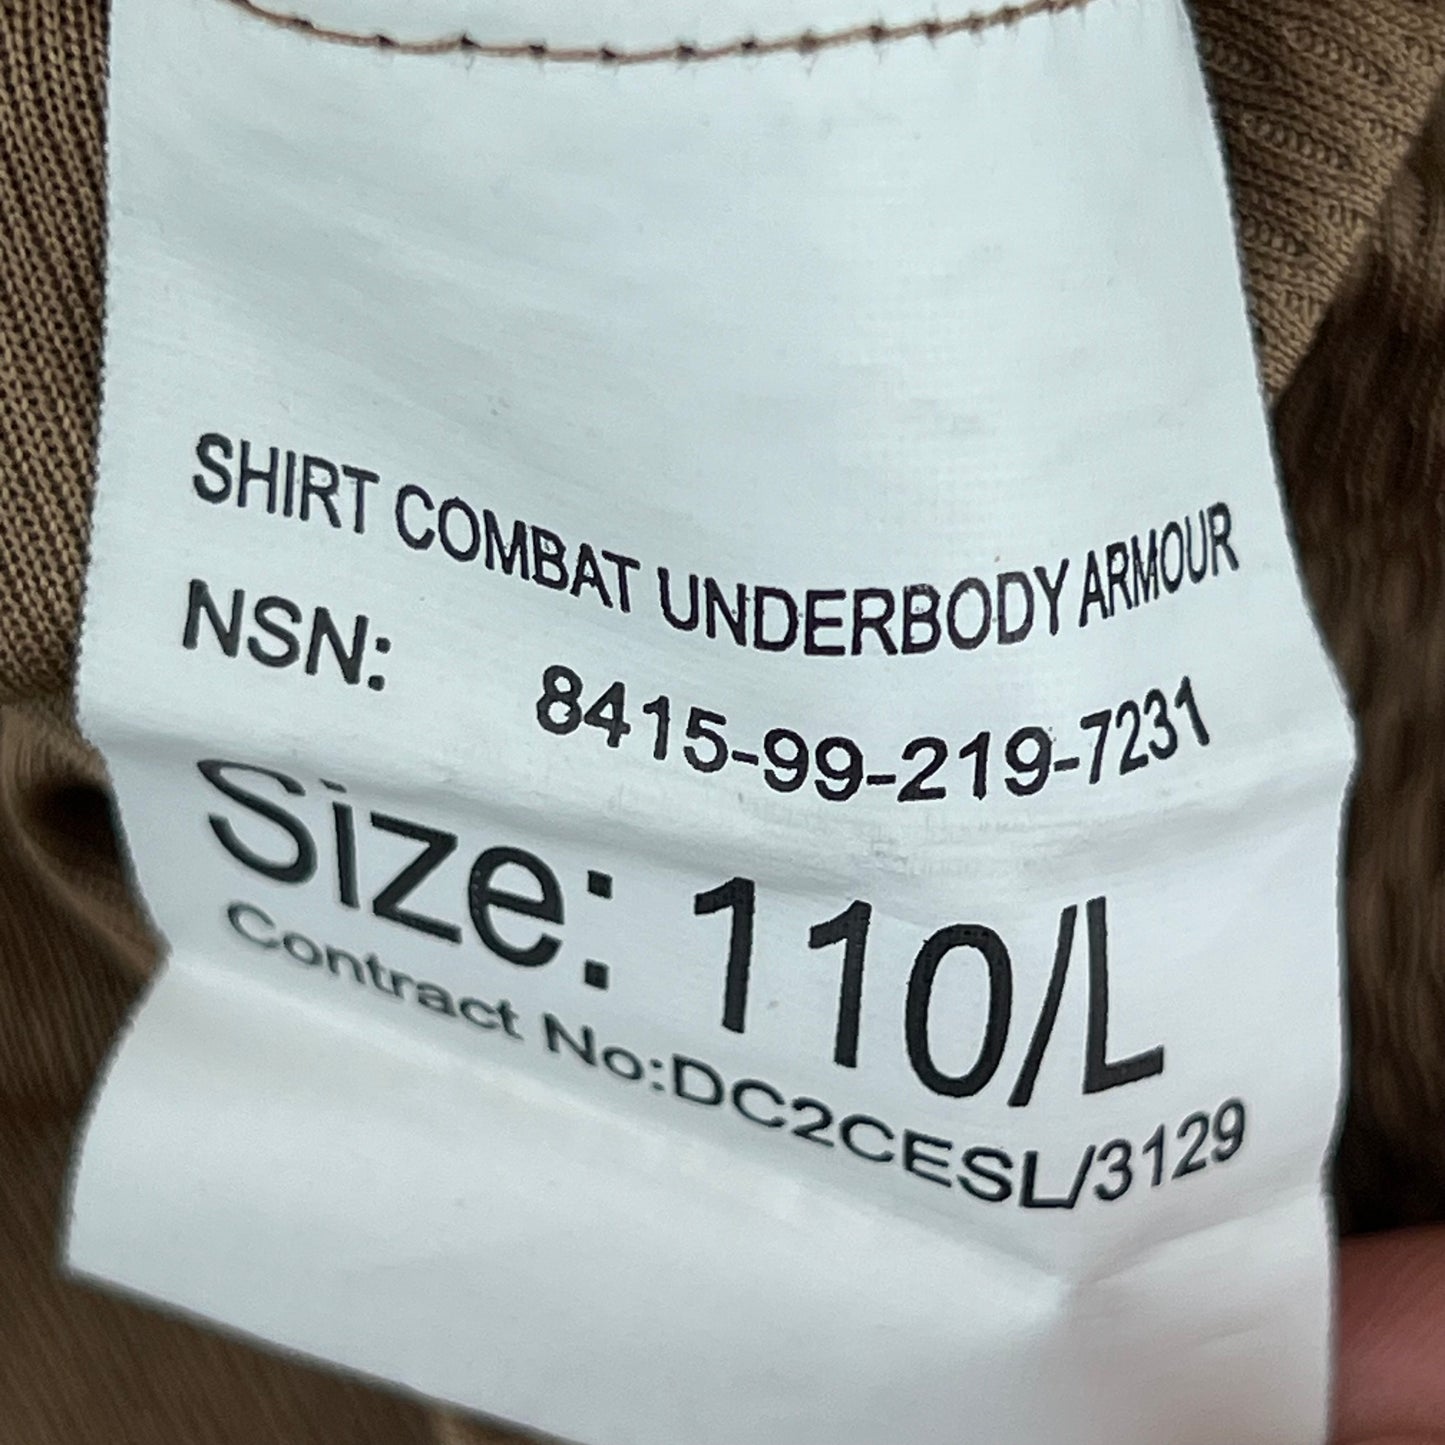 SHIRT COMBAT UNDERBODY ARMOUR
NSN: 8415-99-219-7231
Size: 110/L
Contract No:DC2CESL/3129